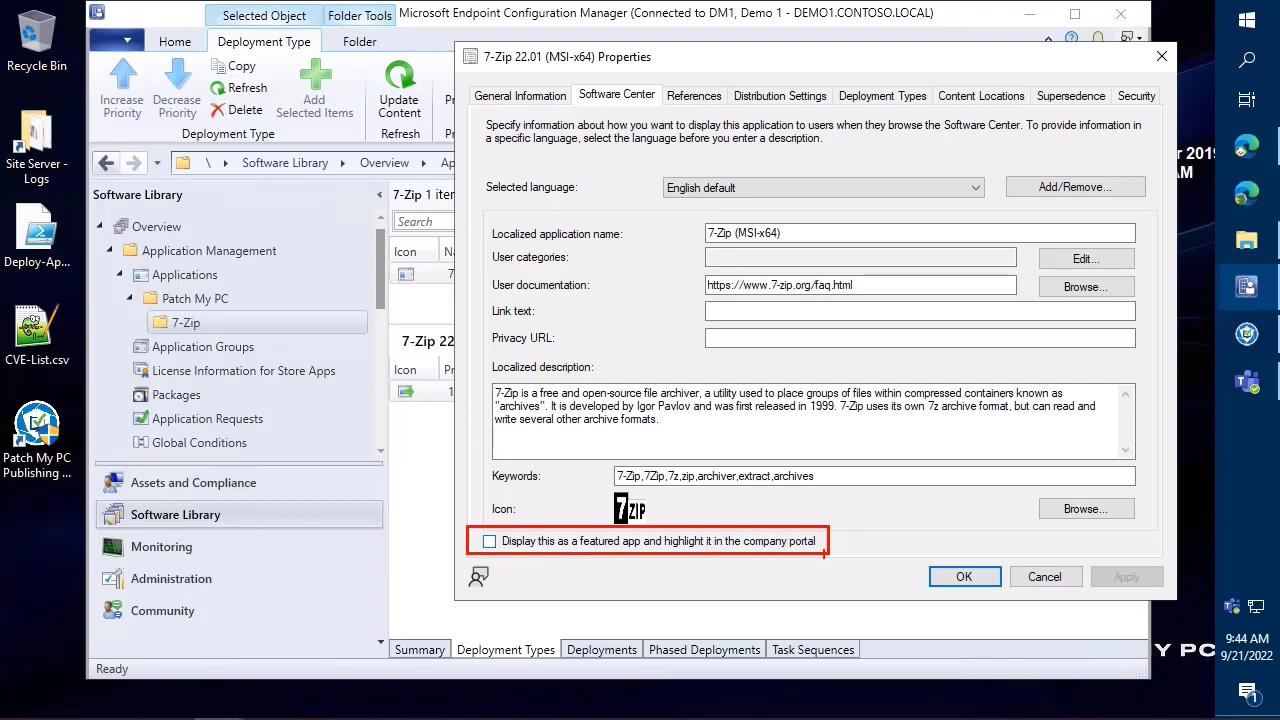 Recycle Bin
Site Server -
Logs
Deploy-Ap...
CVE-List.csv
Patch My PC
Publishing ...
Selected Object
Folder Tools
Microsoft Endpoint Configuration Manager (Connected to DM1, Demo 1 - DEMO1.CONTOSO.LOCAL)
Home
Deployment Type
Folder
Increase
Priority
Decrease
Priority
Copy
Refresh
Delete
Add
Selected Items
Update
Content
Deployment Type
Refresh
\ Software Library Overview
Software Library
Overview
Application Management
Applications
Patch My PC
7-Zip
Application Groups
License Information for Store Apps
Packages
Application Requests
Global Conditions
Assets and Compliance
Software Library
Monitoring
Administration
Community
Ready
7-Zip 1 item
Search
Icon
7
7-Zip 22
Icon
1
Summary
Deployment Types
Deployments
Phased Deployments
Task Sequences
7-Zip 22.01 (MSI-x64) Properties
General Information
Software Center
References
Distribution Settings
Deployment Types
Content Locations
Supersedence
Security
Specify information about how you want to display this application to users when they browse the Software Center. To provide information in
a specific language, select the language before you enter a description.
Selected language:
English default
Add/Remove...
Localized application name:
7-Zip (MSI-x64)
User categories:
Edit...
User documentation:
https://www.7-zip.org/faq.html
Browse...
Link text:
Privacy URL:
Localized description:
7-Zip is a free and open-source file archiver, a utility used to place groups of files within compressed containers known as
"archives". It is developed by Igor Pavlov and was first released in 1999. 7-Zip uses its own 7z archive format, but can read and
write several other archive formats.
Keywords:
7-Zip,7Zip,7z,zip,archiver,extract,archives
Icon:
7ZIP
Browse...
Display this as a featured app and highlight it in the company portal
OK
Cancel
Apply
r 2019
AM
Y PC
9:44 AM
9/21/2022
1